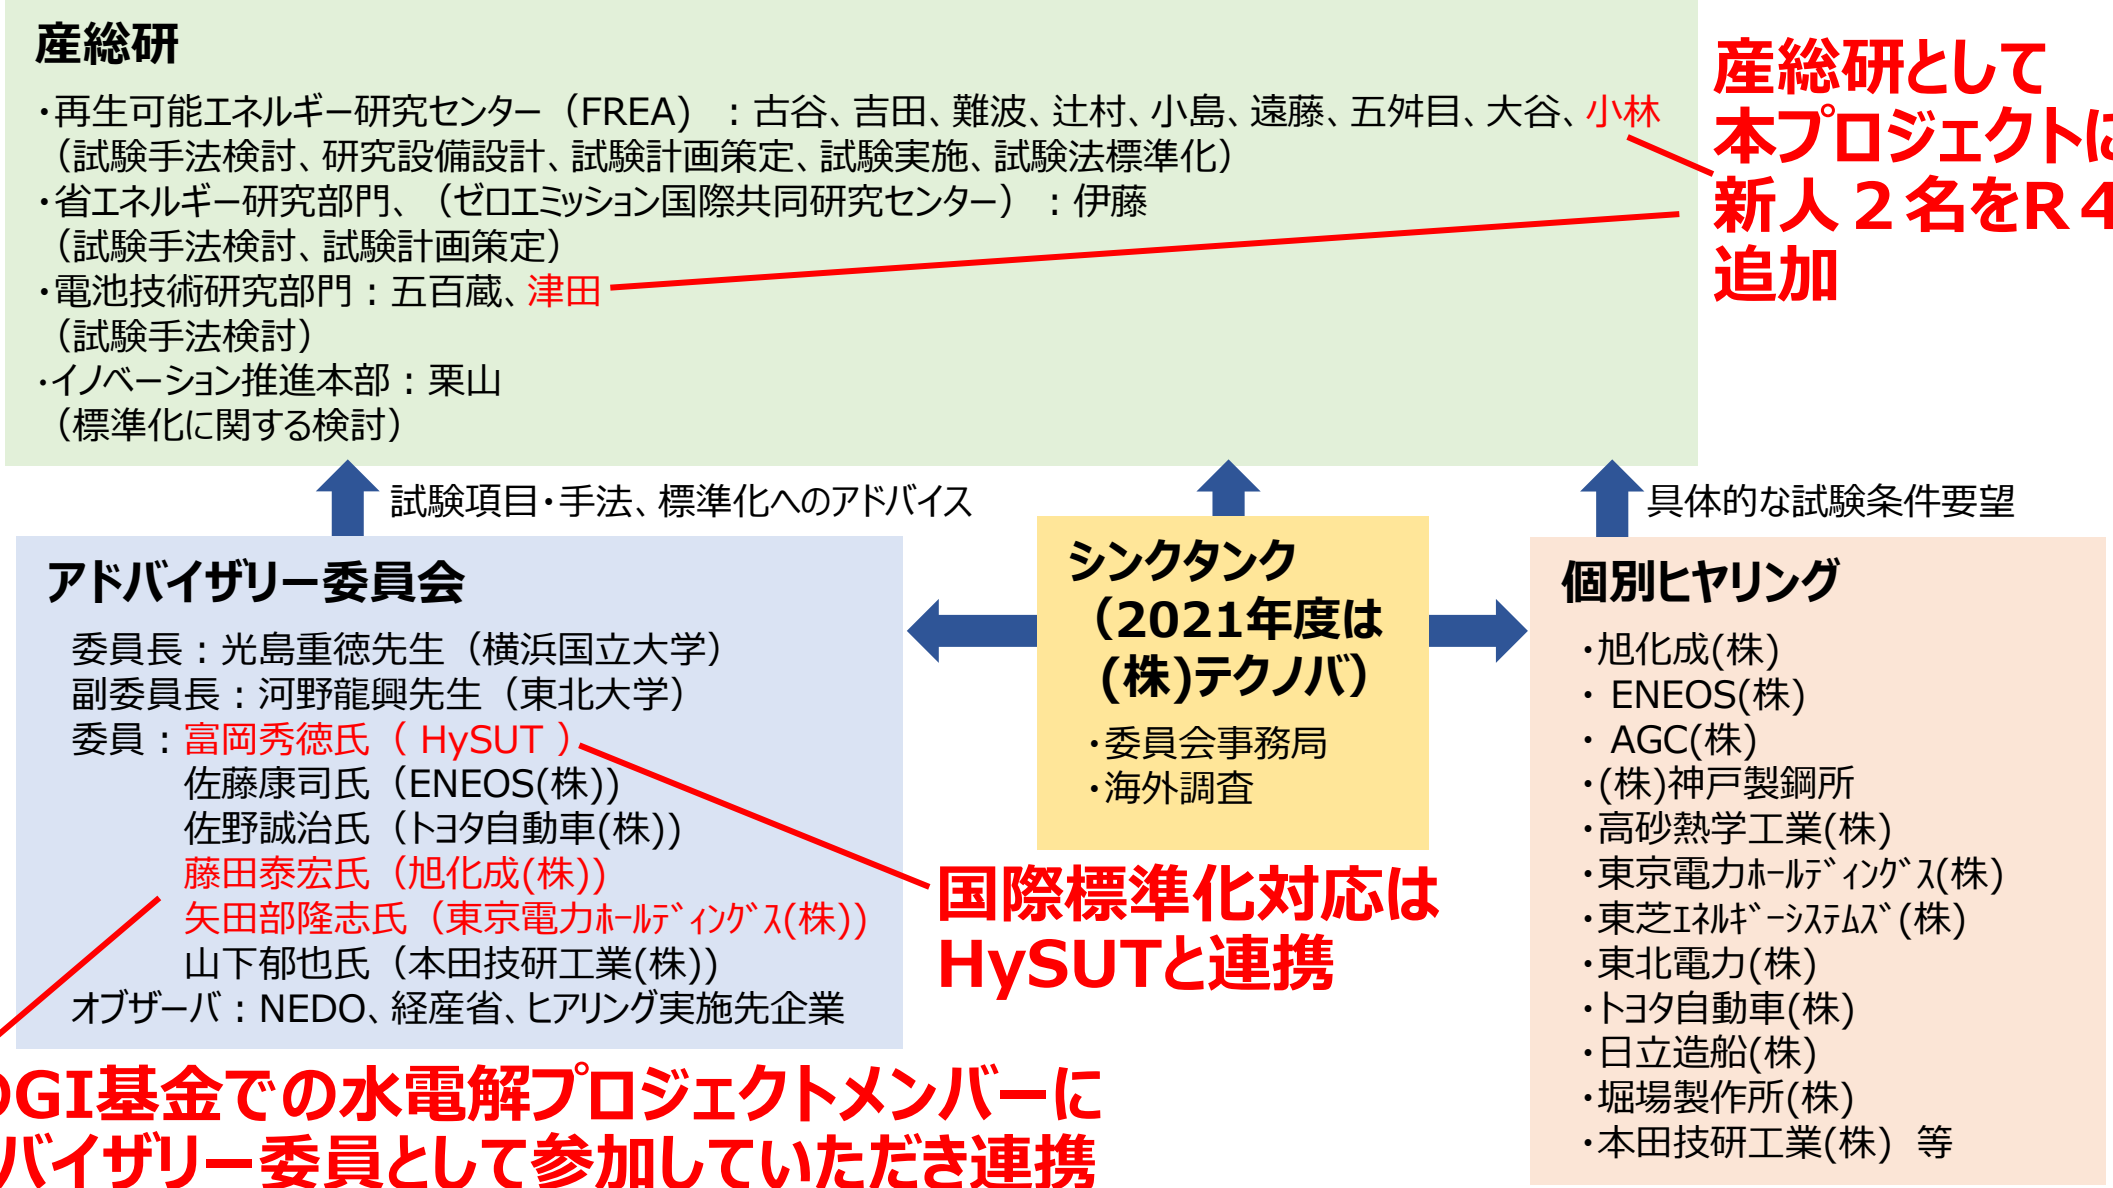 産総研
・再生可能エネルギー研究センター（FREA）：古谷、吉田、難波、辻村、小島、遠藤、五舛目、大谷、小林
（試験手法検討、研究設備設計、試験計画策定、試験実施、試験法標準化）
・省エネルギー研究部門、（ゼロエミッション国際共同研究センター）：伊藤
（試験手法検討、試験計画策定）
・電池技術研究部門：五百蔵、津田
（試験手法検討）
・イノベーション推進本部：栗山
（標準化に関する検討）
産総研として
本プロジェクトに
新人２名をR４
追加
試験項目・手法、標準化へのアドバイス
具体的な試験条件要望
アドバイザリー委員会
委員長：光島重徳先生（横浜国立大学）
副委員長：河野龍興先生（東北大学）
委員：富岡秀徳氏（ HySUT ）
佐藤康司氏（ENEOS(株)）
佐野誠治氏（トヨタ自動車(株)）
藤田泰宏氏（旭化成(株)）
矢田部隆志氏（東京電力ﾎｰﾙﾃﾞｨﾝｸﾞｽ(株)）
山下郁也氏（本田技研工業(株)）
オブザーバ：NEDO、経産省、ヒアリング実施先企業
シンクタンク
（2021年度は
(株)テクノバ）
・委員会事務局
・海外調査
国際標準化対応は
HySUTと連携
個別ヒヤリング
・旭化成(株)
・ ENEOS(株)
・ AGC(株)
・(株)神戸製鋼所
・高砂熱学工業(株)
・東京電力ﾎｰﾙﾃﾞｨﾝｸﾞｽ(株)
・東芝ｴﾈﾙｷﾞｰｼｽﾃﾑｽﾞ(株)
・東北電力(株)
・トヨタ自動車(株)
・日立造船(株)
・堀場製作所(株)
・本田技研工業(株) 等
GI基金での水電解プロジェクトメンバーに
バイザリー委員として参加していただき連携